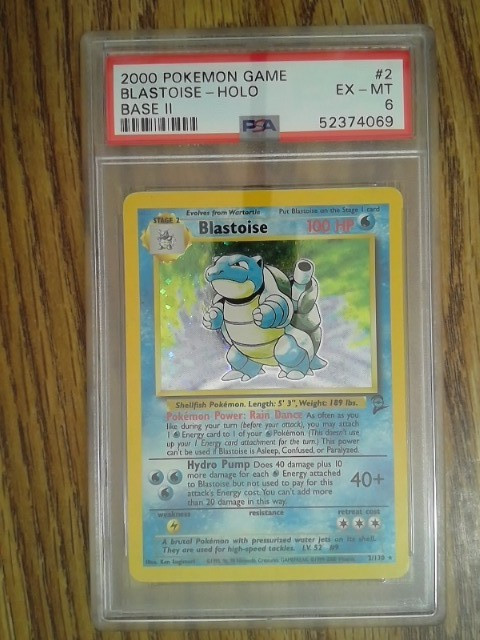 2000 POKEMON GAME #2
BLASTOISE - HOLO EX - MT
BASE II 6
PSA 52374069
Evolves from Wartortle Put Blastoise on the Stage 1 card
STAGE 2
Blastoise 100 HP
Shellfish Pokémon. Length: 5' 3", Weight: 189 lbs.
Pokémon Power: Rain Dance As often as you
like during your turn (before your attack), you may attach
1 Energy card to 1 of your Pokémon. (This doesn't use
up your 1 Energy card attachment for the turn.) This power
can't be used if Blastoise is Asleep, Confused, or Paralyzed.
Hydro Pump Does 40 damage plus 10
more damage for each Energy attached
to Blastoise but not used to pay for this
attack's Energy cost. You can't add more
than 20 damage in this way.
40+
weakness resistance retreat cost
A brutal Pokémon with pressurized water jets on its shell.
They are used for high-speed tackles. LV. 52 #9
Illus. Ken Sugimori
2/130